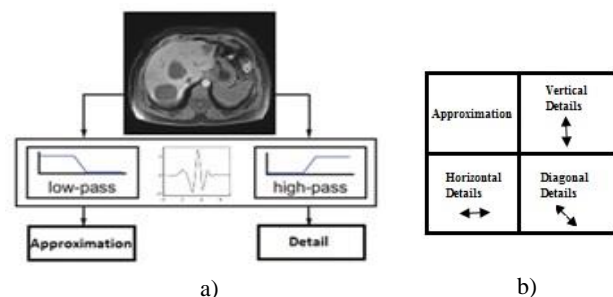 low-pass
high-pass
Approximation
Detail
a)
Approximation
Vertical
Details
Horizontal
Details
Diagonal
Details
b)